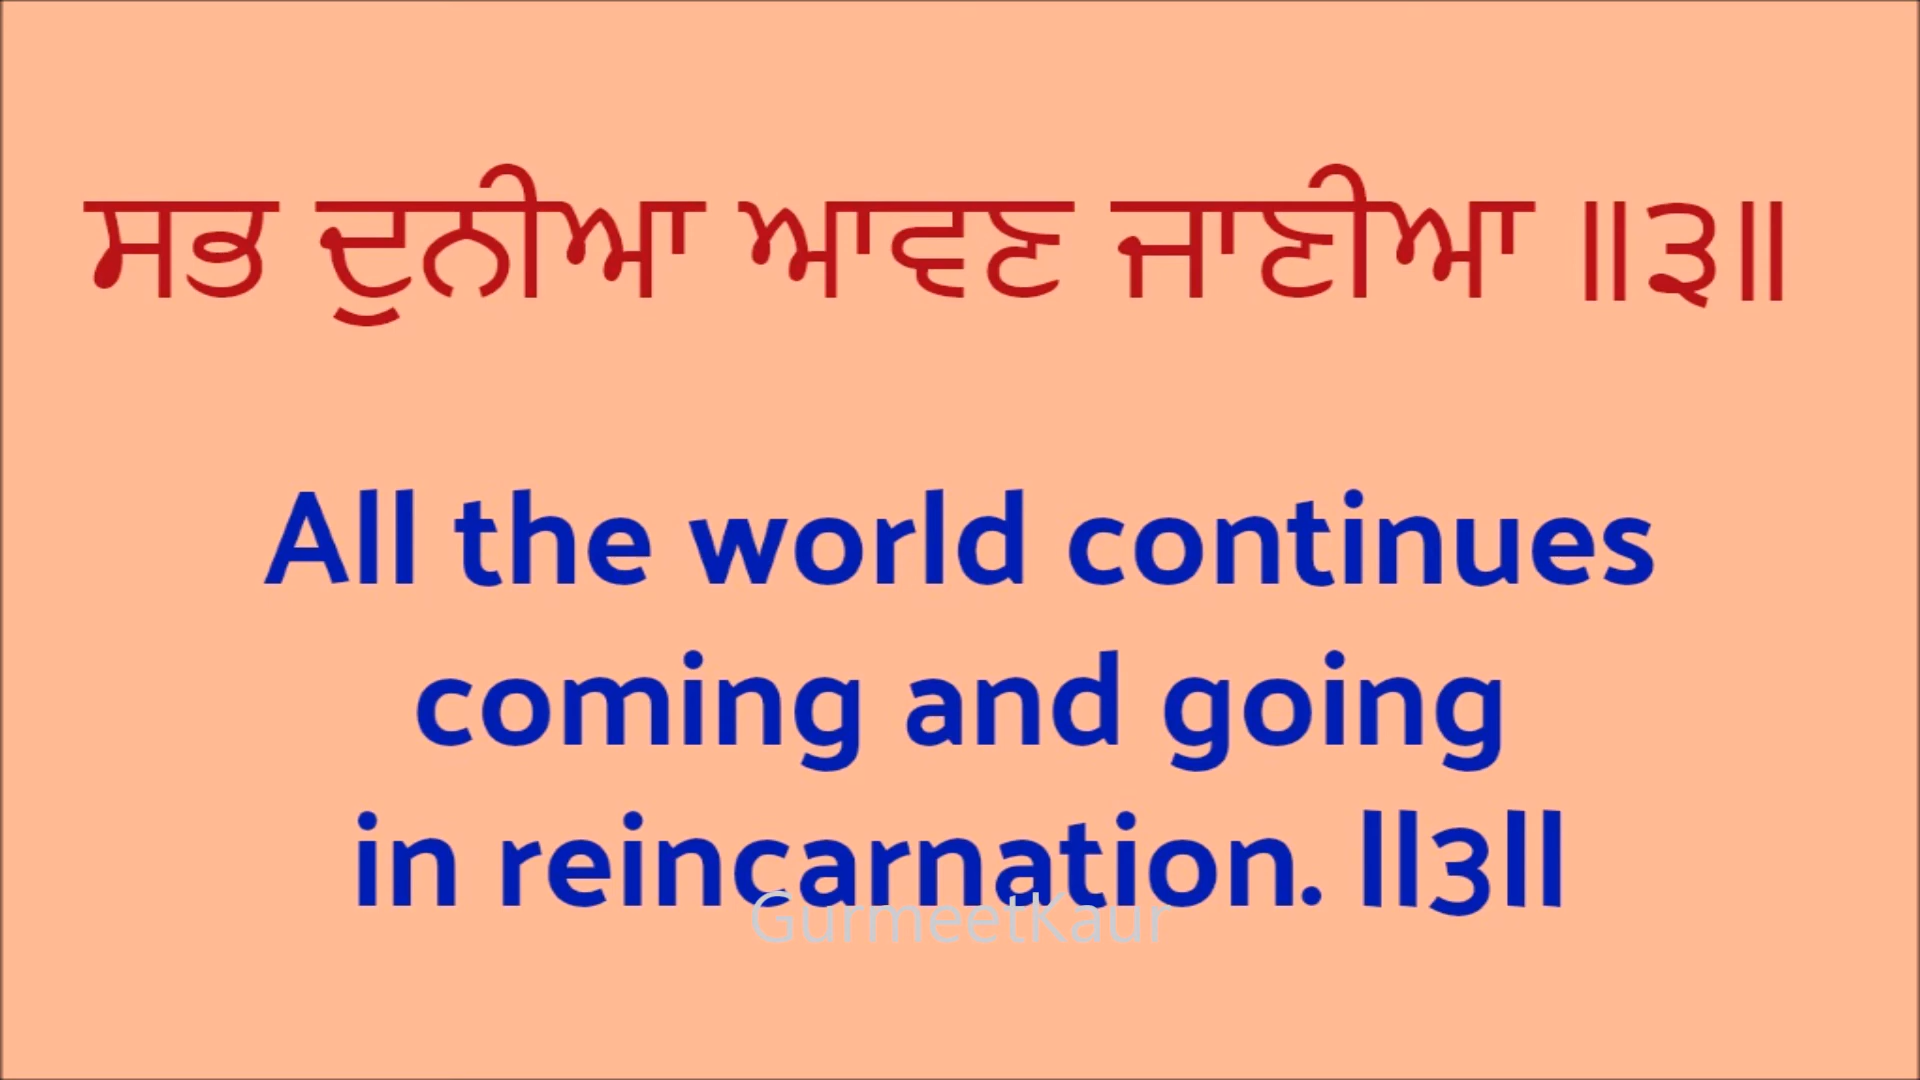 ਸਭ ਦੁਨੀਆ ਆਵਣ ਜਾਣੀਆ ॥੩॥
All the world continues
coming and going
in reincarnation. ll3ll
GurmeetKaur